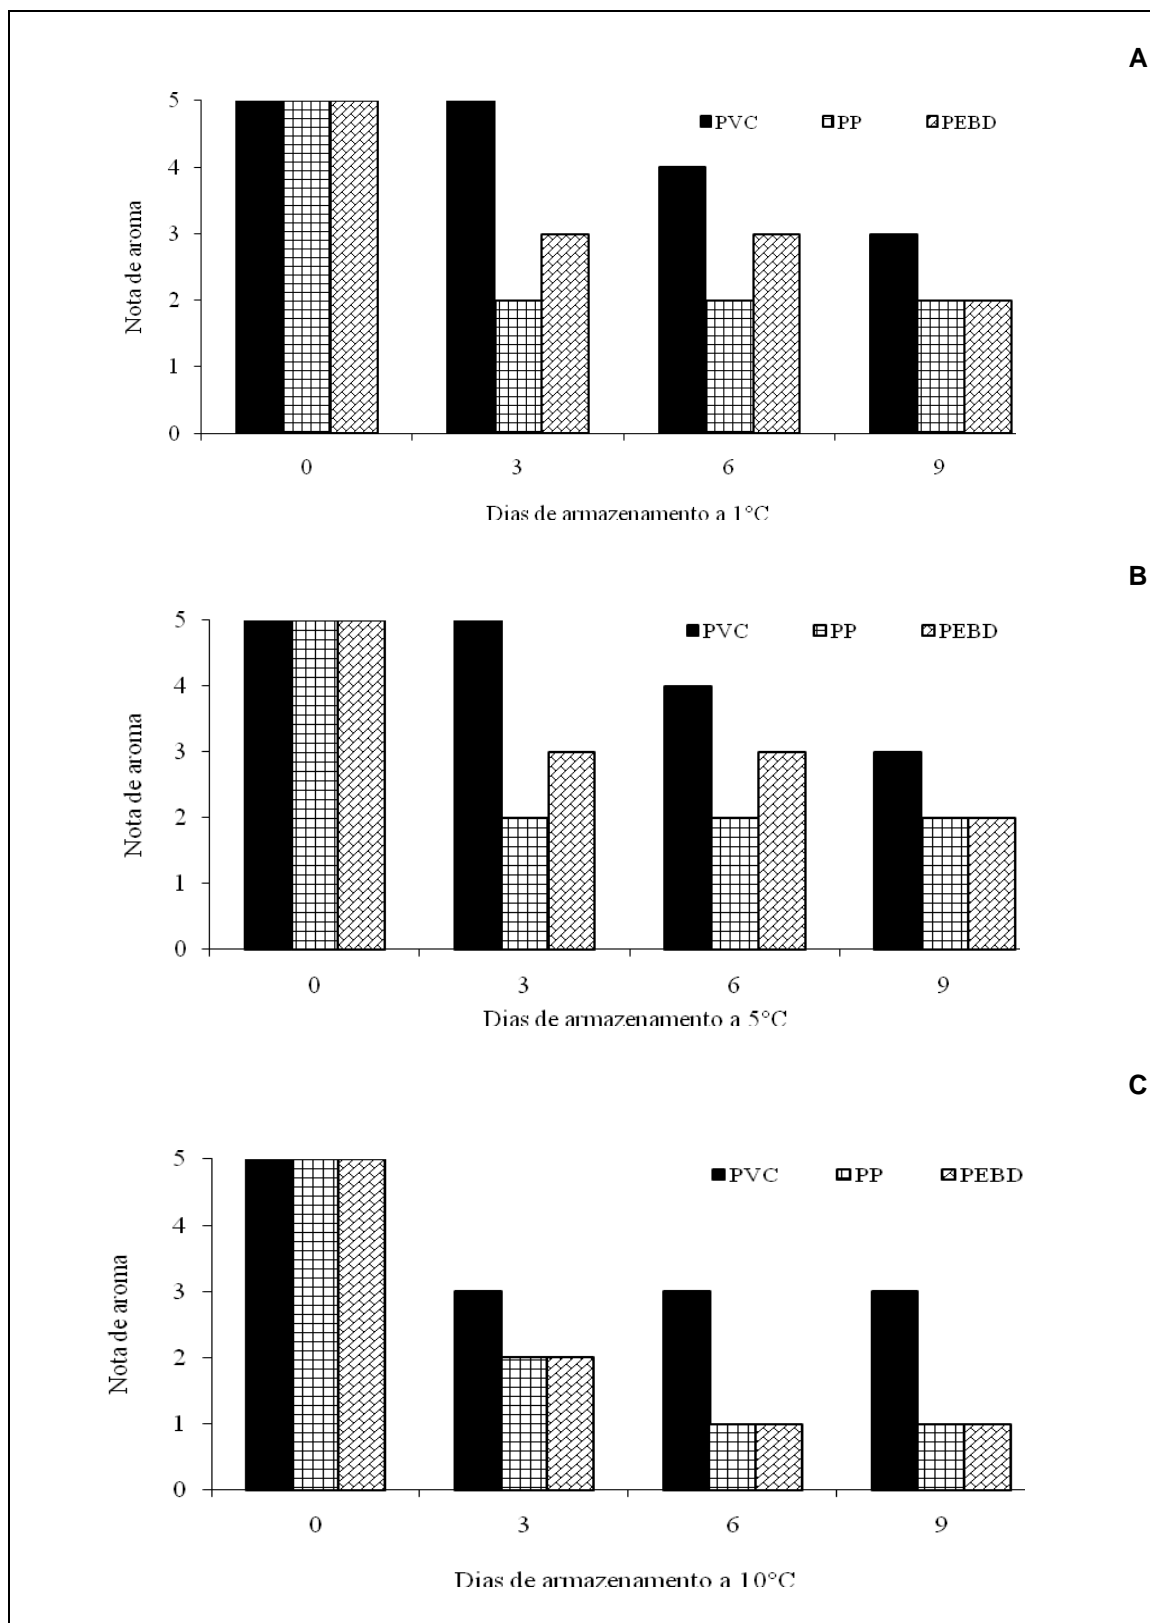 A
5 PVC PP PEBD
4
3
2
1
0
Nota de aroma
0 3 6 9
Dias de armazenamento a 1°C
B
5 PVC PP PEBD
4
3
2
1
0
Nota de aroma
0 3 6 9
Dias de armazenamento a 5°C
C
5 PVC PP PEBD
4
3
2
1
0
Nota de aroma
0 3 6 9
Dias de armazenamento a 10°C